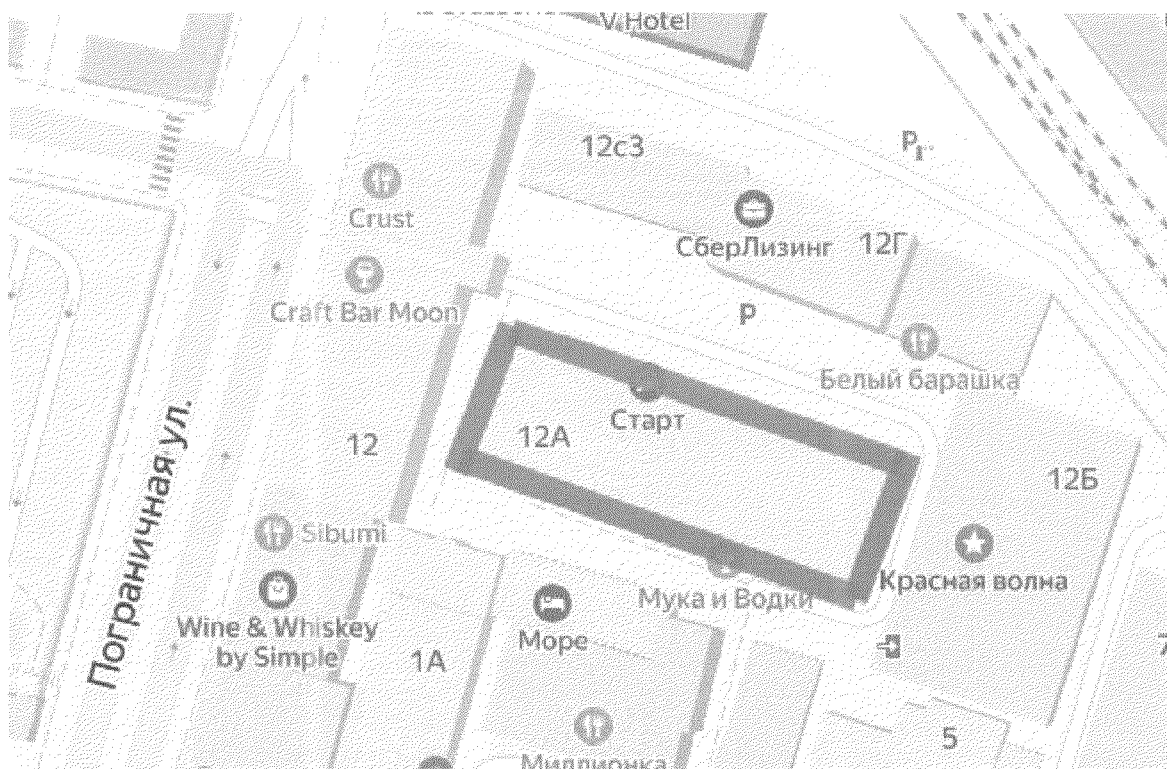 V, Hotel
12с3
P
Crust
СберЛизинг
12Г
Craft Bar Moon
P
Белый барашка
Старт
12А
12
12Б
Пограничная ул.
Sibumi
Красная волна
Мука и Водки
Wine & Whiskey
by Simple
Море
1А
7
5
Миллионка